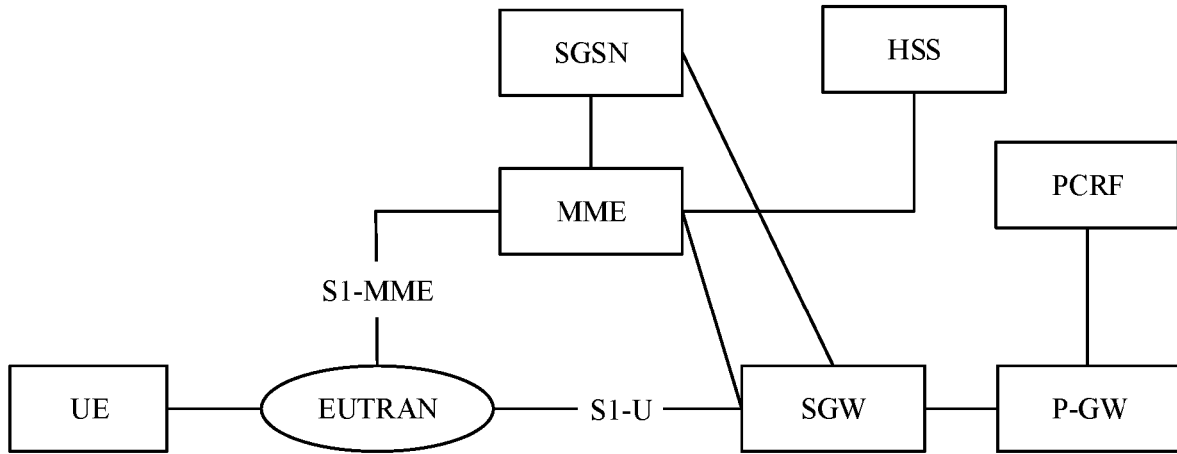 SGSN
HSS
MME
PCRF
S1-MME
UE
EUTRAN
S1-U
SGW
P-GW